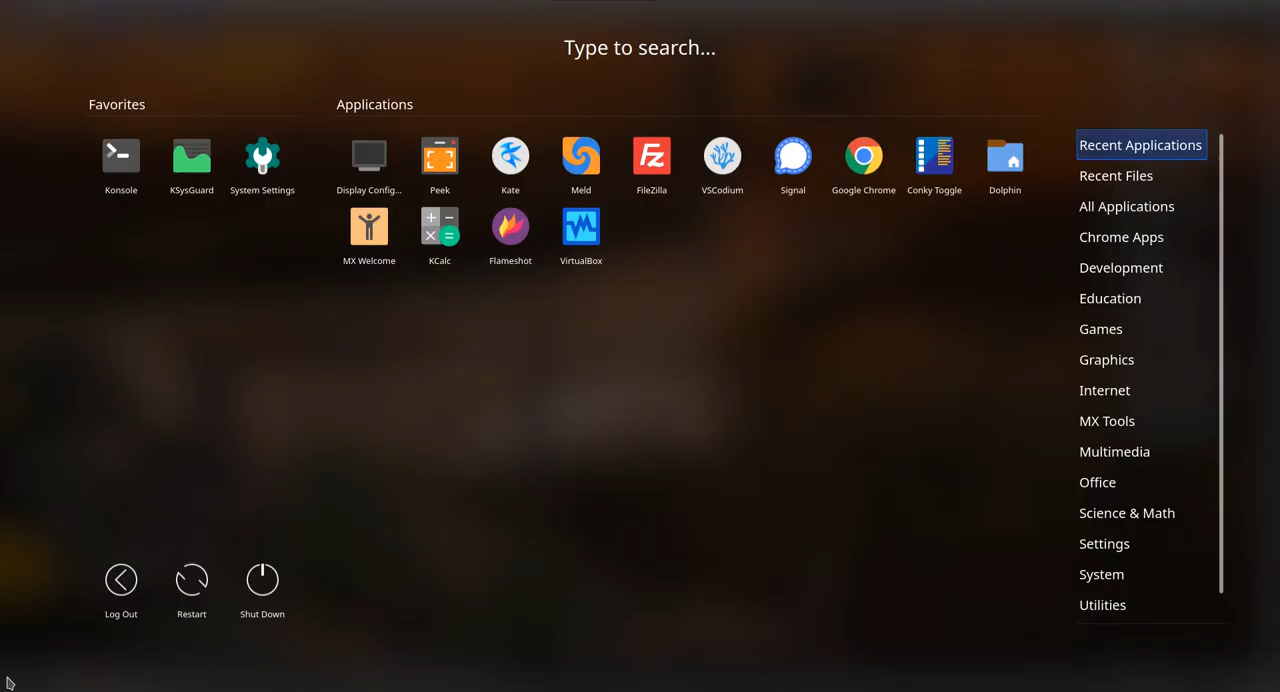 Type to search...
Favorites
Applications
Konsole
KSysGuard
System Settings
Display Config...
Peek
Kate
Meld
FileZilla
VSCodium
Signal
Google Chrome
Conky Toggle
Dolphin
MX Welcome
KCalc
Flameshot
VirtualBox
Recent Applications
Recent Files
All Applications
Chrome Apps
Development
Education
Games
Graphics
Internet
MX Tools
Multimedia
Office
Science & Math
Settings
System
Utilities
Log Out
Restart
Shut Down